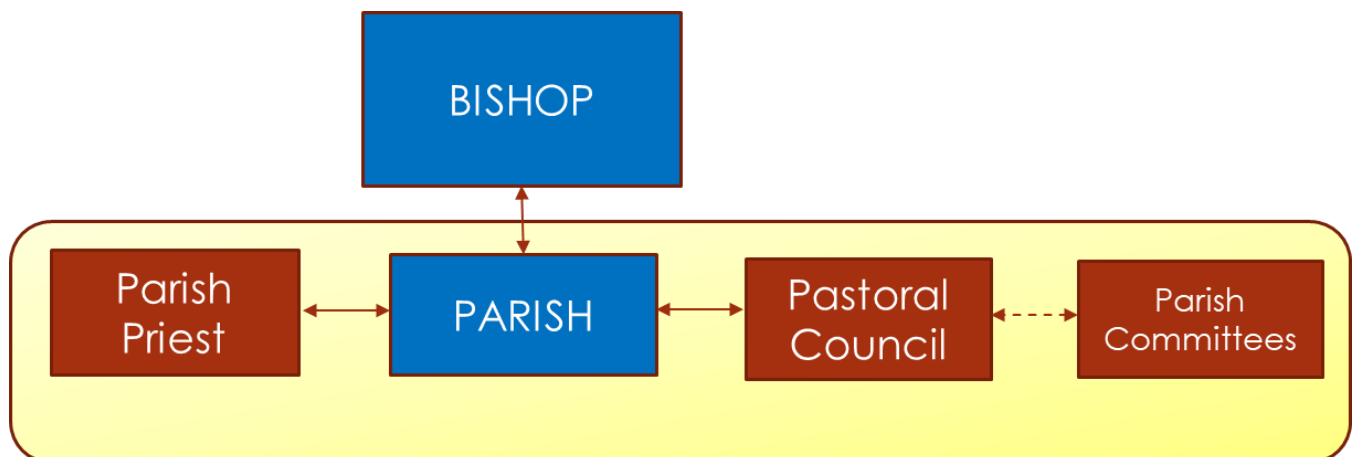 BISHOP
Parish
Priest
PARISH
Pastoral
Council
Parish
Committees